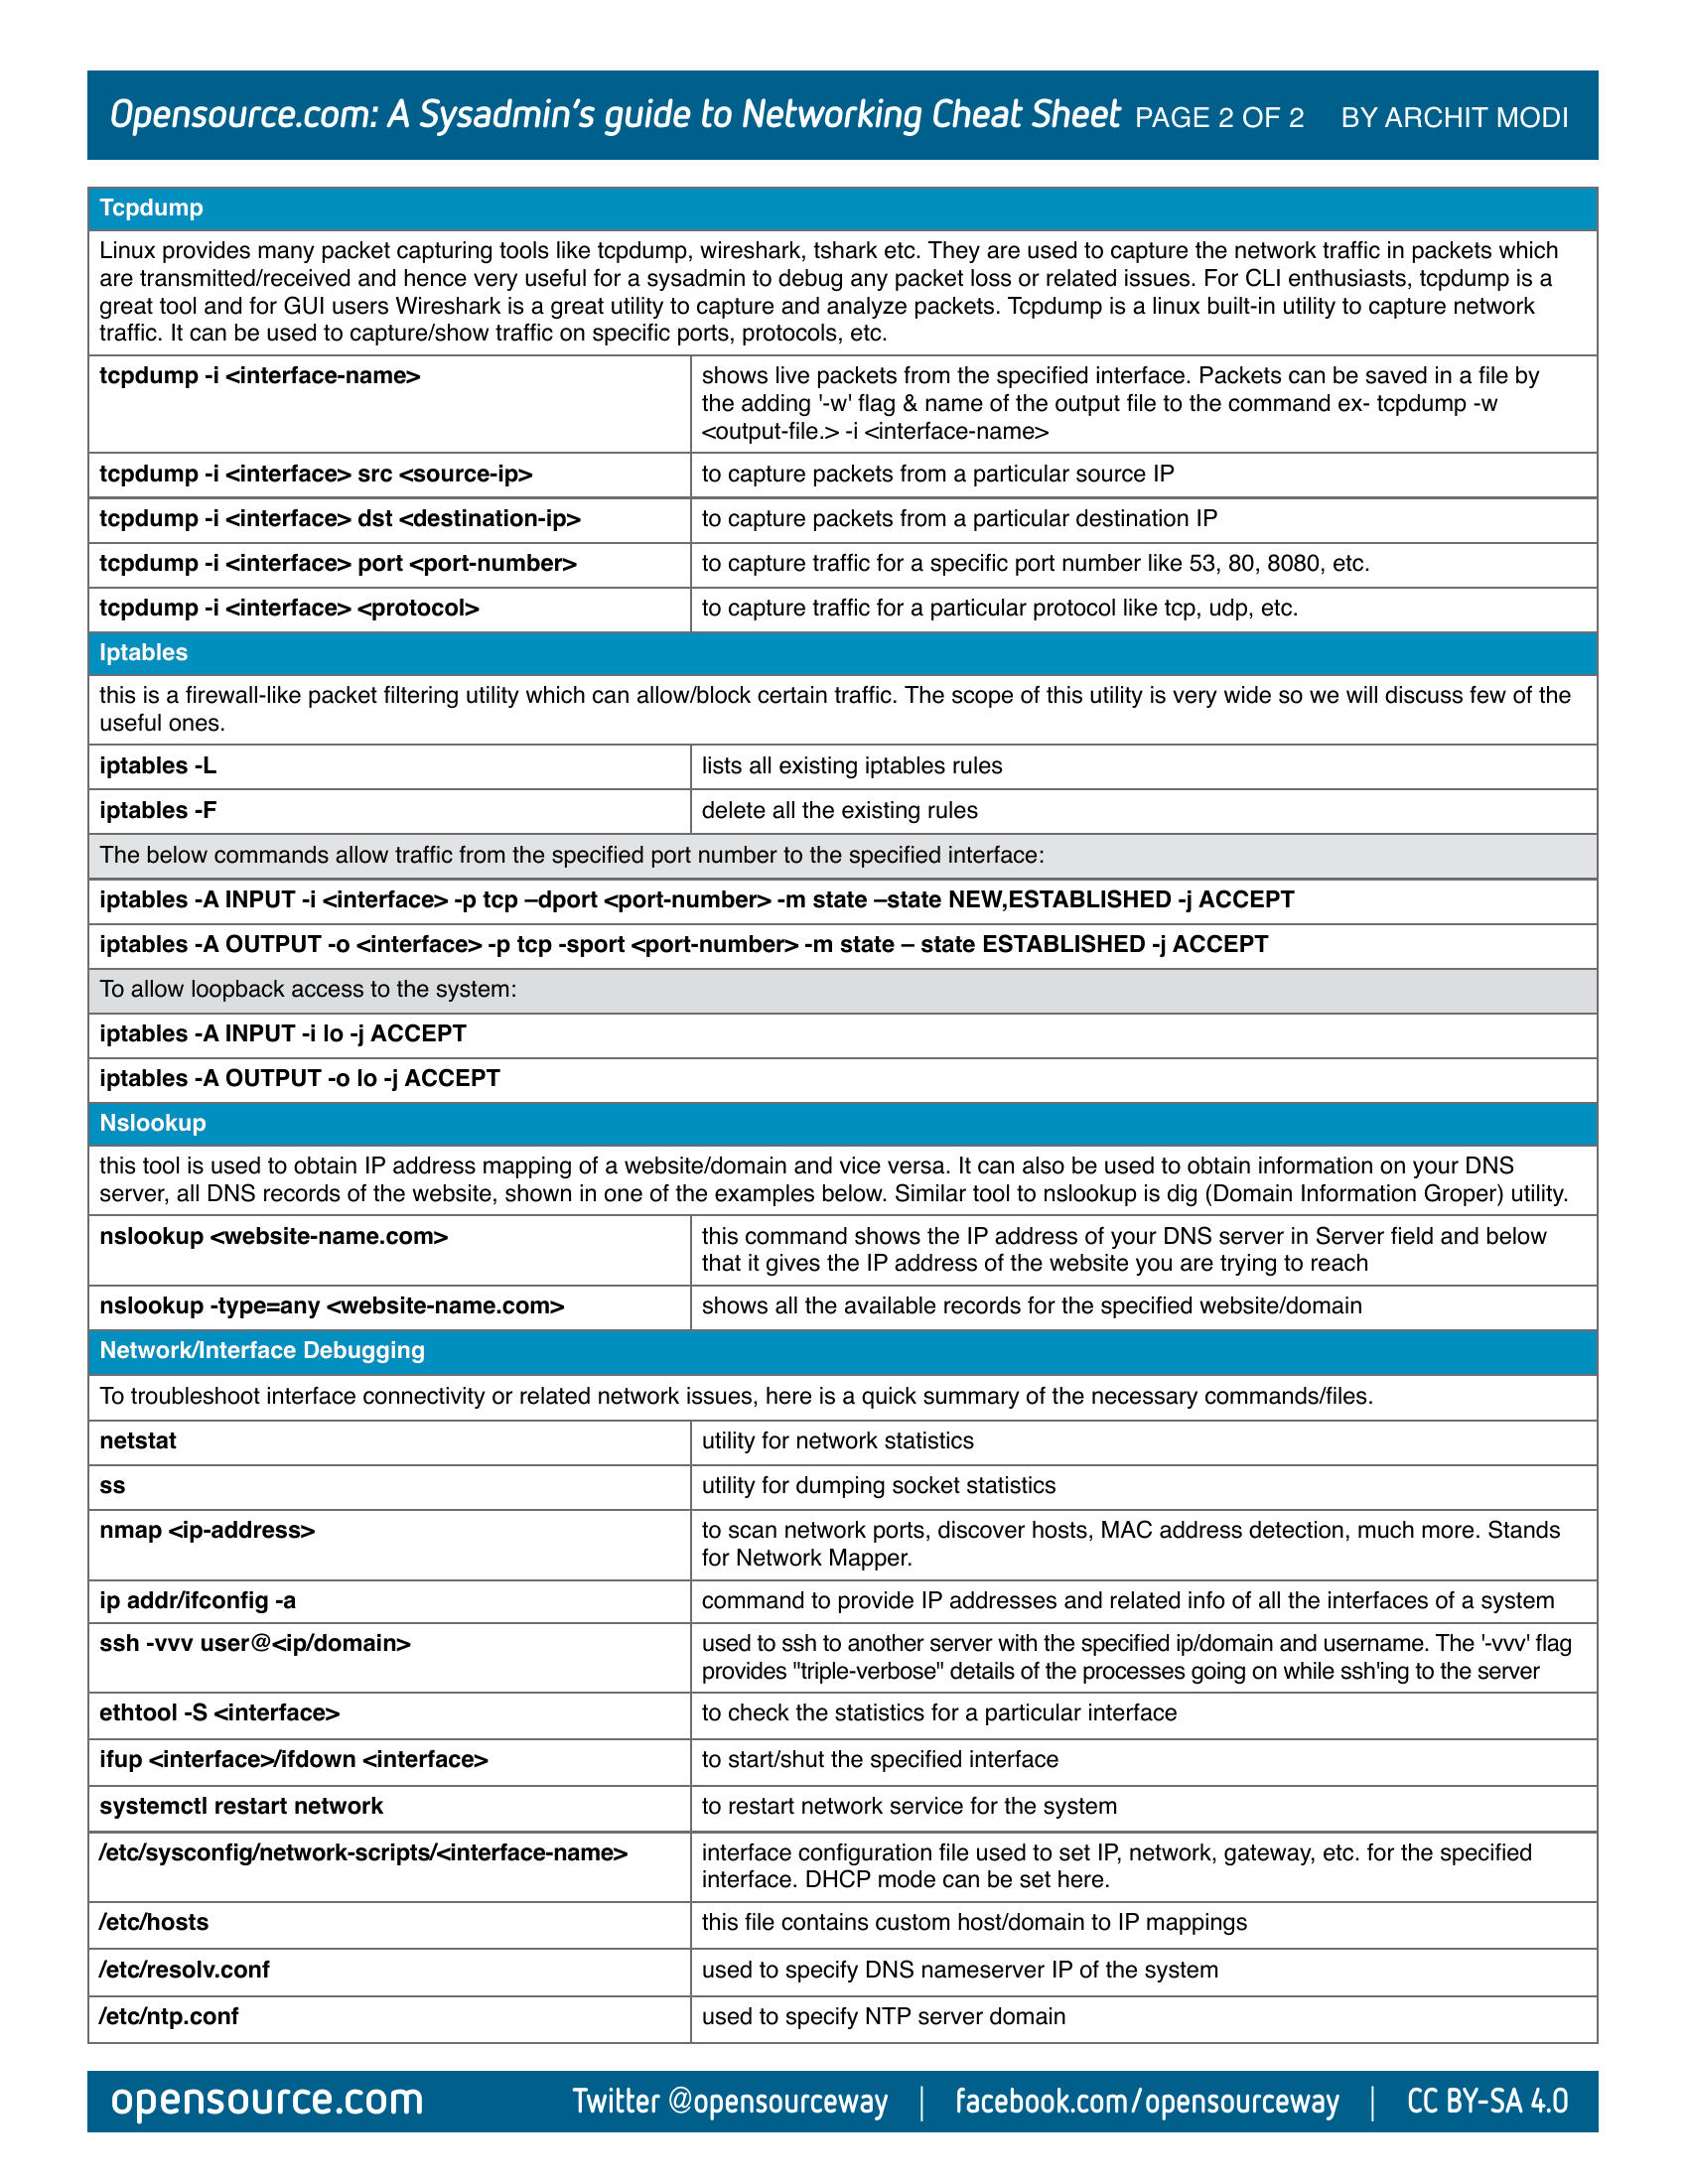 Opensource.com: A Sysadmin's guide to Networking Cheat Sheet PAGE 2 OF 2 BY ARCHIT MODI
Tcpdump
Linux provides many packet capturing tools like tcpdump, wireshark, tshark etc. They are used to capture the network traffic in packets which
are transmitted/received and hence very useful for a sysadmin to debug any packet loss or related issues. For CLI enthusiasts, tcpdump is a
great tool and for GUI users Wireshark is a great utility to capture and analyze packets. Tcpdump is a linux built-in utility to capture network
traffic. It can be used to capture/show traffic on specific ports, protocols, etc.
tcpdump -i <interface-name>
shows live packets from the specified interface. Packets can be saved in a file by
the adding '-w' flag & name of the output file to the command ex- tcpdump -w
<output-file.> -i <interface-name>
tcpdump -i <interface> src <source-ip>
to capture packets from a particular source IP
tcpdump -i <interface> dst <destination-ip>
to capture packets from a particular destination IP
tcpdump -i <interface> port <port-number>
to capture traffic for a specific port number like 53, 80, 8080, etc.
tcpdump -i <interface> <protocol>
to capture traffic for a particular protocol like tcp, udp, etc.
Iptables
this is a firewall-like packet filtering utility which can allow/block certain traffic. The scope of this utility is very wide so we will discuss few of the
useful ones.
iptables -L
lists all existing iptables rules
iptables -F
delete all the existing rules
The below commands allow traffic from the specified port number to the specified interface:
iptables -A INPUT -i <interface> -p tcp –dport <port-number> -m state –state NEW,ESTABLISHED -j ACCEPT
iptables -A OUTPUT -o <interface> -p tcp -sport <port-number> -m state – state ESTABLISHED -j ACCEPT
To allow loopback access to the system:
iptables -A INPUT -i lo -j ACCEPT
iptables -A OUTPUT -o lo -j ACCEPT
Nslookup
this tool is used to obtain IP address mapping of a website/domain and vice versa. It can also be used to obtain information on your DNS
server, all DNS records of the website, shown in one of the examples below. Similar tool to nslookup is dig (Domain Information Groper) utility.
nslookup <website-name.com>
this command shows the IP address of your DNS server in Server field and below
that it gives the IP address of the website you are trying to reach
nslookup -type=any <website-name.com>
shows all the available records for the specified website/domain
Network/Interface Debugging
To troubleshoot interface connectivity or related network issues, here is a quick summary of the necessary commands/files.
netstat
utility for network statistics
ss
utility for dumping socket statistics
nmap <ip-address>
to scan network ports, discover hosts, MAC address detection, much more. Stands
for Network Mapper.
ip addr/ifconfig -a
command to provide IP addresses and related info of all the interfaces of a system
ssh -vvv user@<ip/domain>
used to ssh to another server with the specified ip/domain and username. The '-vvv' flag
provides "triple-verbose" details of the processes going on while ssh'ing to the server
ethtool -S <interface>
to check the statistics for a particular interface
ifup <interface>/ifdown <interface>
to start/shut the specified interface
systemctl restart network
to restart network service for the system
/etc/sysconfig/network-scripts/<interface-name>
interface configuration file used to set IP, network, gateway, etc. for the specified
interface. DHCP mode can be set here.
/etc/hosts
this file contains custom host/domain to IP mappings
/etc/resolv.conf
used to specify DNS nameserver IP of the system
/etc/ntp.conf
used to specify NTP server domain
opensource.com Twitter @opensourceway | facebook.com/opensourceway | CC BY-SA 4.0